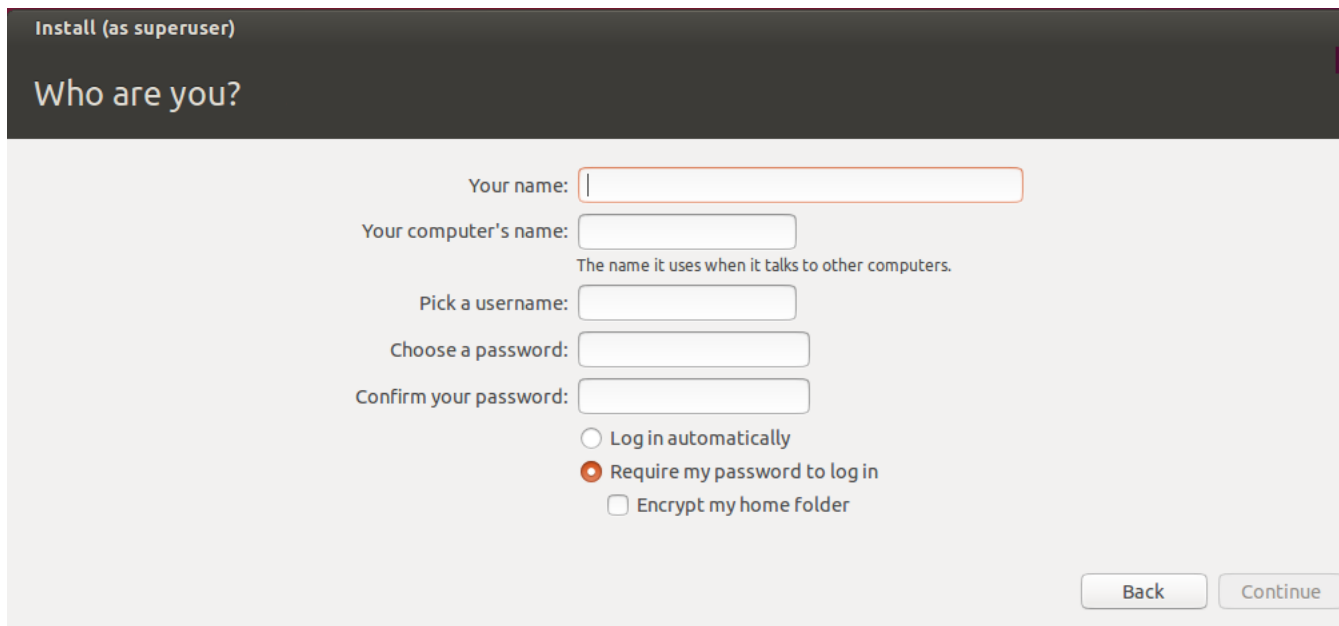 Install (as superuser)
Who are you?
Your name:
Your computer's name:
The name it uses when it talks to other computers.
Pick a username:
Choose a password:
Confirm your password:
Log in automatically
Require my password to log in
Encrypt my home folder
Back Continue